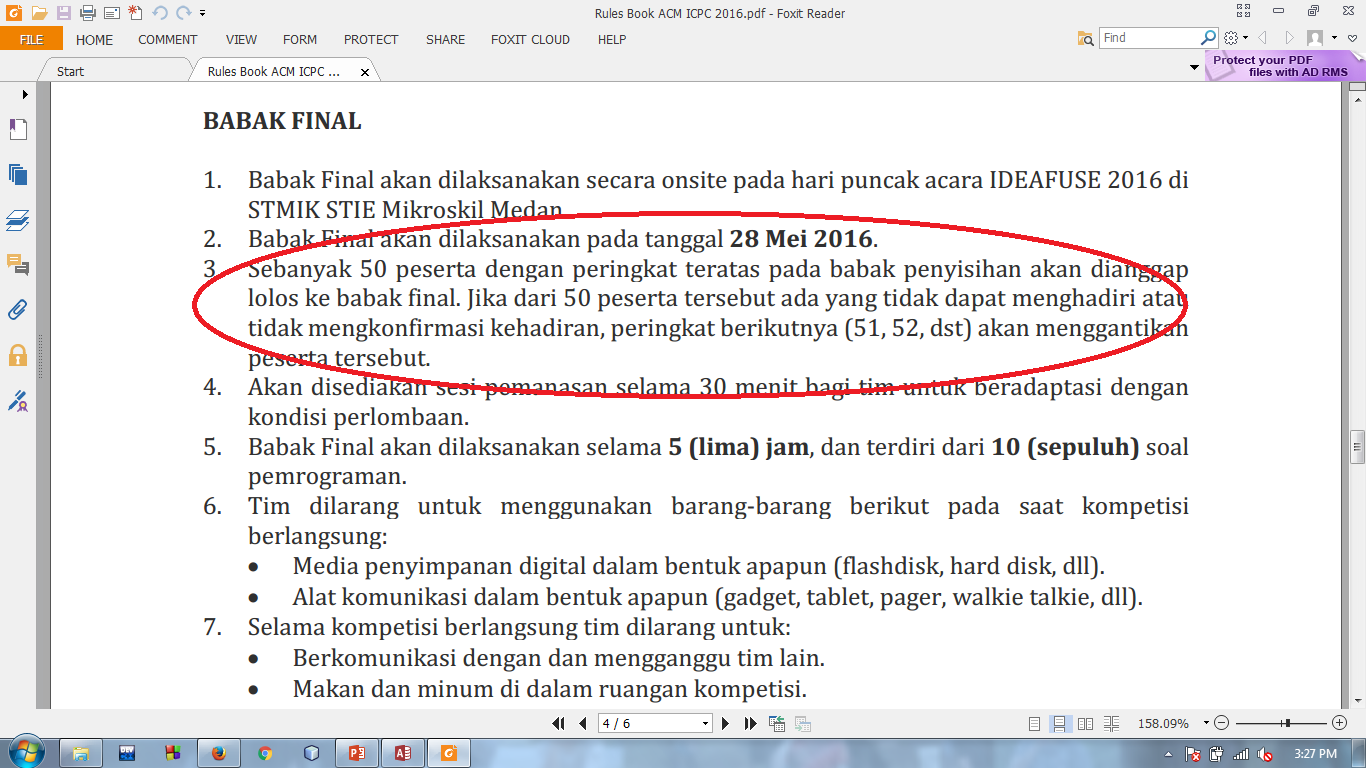 Rules Book ACM ICPC 2016.pdf - Foxit Reader
FILE HOME COMMENT VIEW FORM PROTECT SHARE FOXIT CLOUD HELP Find
Start Rules Book ACM ICPC ... Protect your PDF
files with AD RMS
BABAK FINAL
1. Babak Final akan dilaksanakan secara onsite pada hari puncak acara IDEAFUSE 2016 di
STMIK STIE Mikroskil Medan
2. Babak Final akan dilaksanakan pada tanggal 28 Mei 2016.
3. Sebanyak 50 peserta dengan peringkat teratas pada babak penyisihan akan dianggap
lolos ke babak final. Jika dari 50 peserta tersebut ada yang tidak dapat menghadiri atau
tidak mengkonfirmasi kehadiran, peringkat berikutnya (51, 52, dst) akan menggantikan
peserta tersebut.
4. Akan disediakan sesi pemanasan selama 30 menit bagi tim untuk beradaptasi dengan
kondisi perlombaan.
5. Babak Final akan dilaksanakan selama 5 (lima) jam, dan terdiri dari 10 (sepuluh) soal
pemrograman.
6. Tim dilarang untuk menggunakan barang-barang berikut pada saat kompetisi
berlangsung:
• Media penyimpanan digital dalam bentuk apapun (flashdisk, hard disk, dll).
• Alat komunikasi dalam bentuk apapun (gadget, tablet, pager, walkie talkie, dll).
7. Selama kompetisi berlangsung tim dilarang untuk:
• Berkomunikasi dengan dan mengganggu tim lain.
• Makan dan minum di dalam ruangan kompetisi.
4 / 6 158.09%
3:27 PM